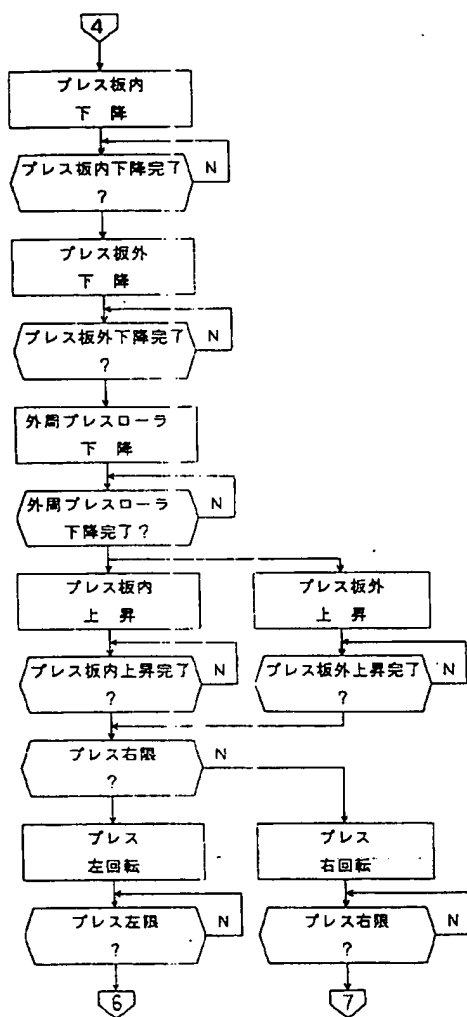 4
プレス板内
下降
プレス板内下降完了
?
N
プレス板外
下降
プレス板外下降完了
?
N
外周プレスローラ
下降
外周プレスローラ
下降完了?
N
プレス板内
上昇
プレス板外
上昇
プレス板内上昇完了
?
N
プレス板外上昇完了
?
N
プレス右限
?
N
プレス
左回転
プレス
右回転
プレス左限
?
N
プレス右限
?
N
6
7